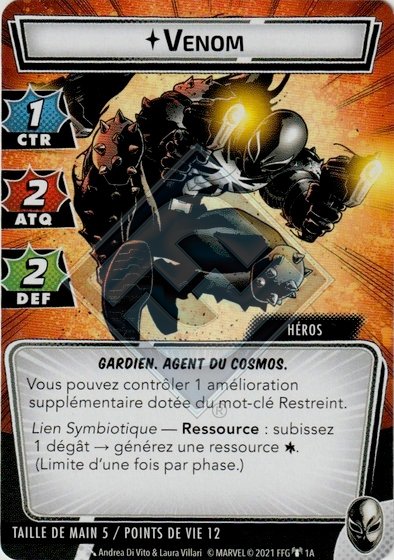 VENOM
1
CTR
2
ATQ
2
DEF
HÉROS
GARDIEN. AGENT DU COSMOS.
Vous pouvez contrôler 1 amélioration
supplémentaire dotée du mot-clé Restreint.
Lien Symbiotique — Ressource : subissez
1 dégât → générez une ressource.
(Limite d'une fois par phase.)
TAILLE DE MAIN 5 / POINTS DE VIE 12
Andrea Di Vito & Laura Villari © MARVEL © 2021 FFG 1A